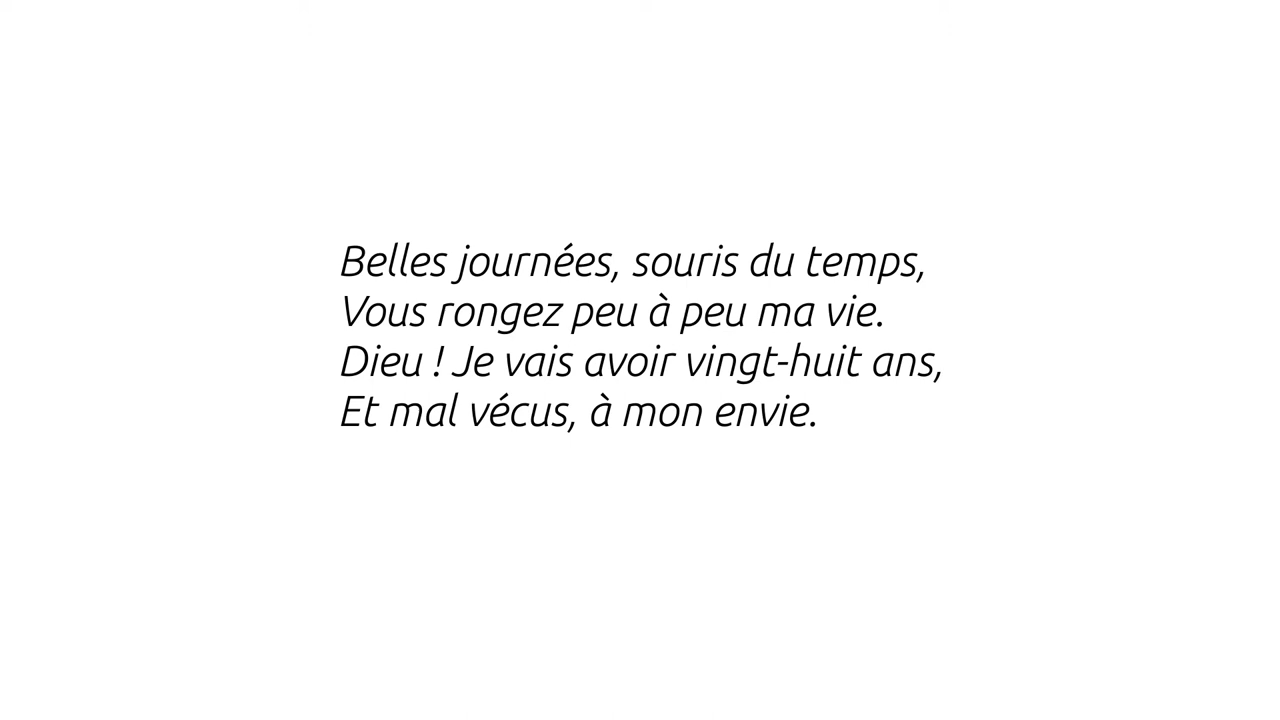 Belles journées, souris du temps,
Vous rongez peu à peu ma vie.
Dieu ! Je vais avoir vingt-huit ans,
Et mal vécus, à mon envie.